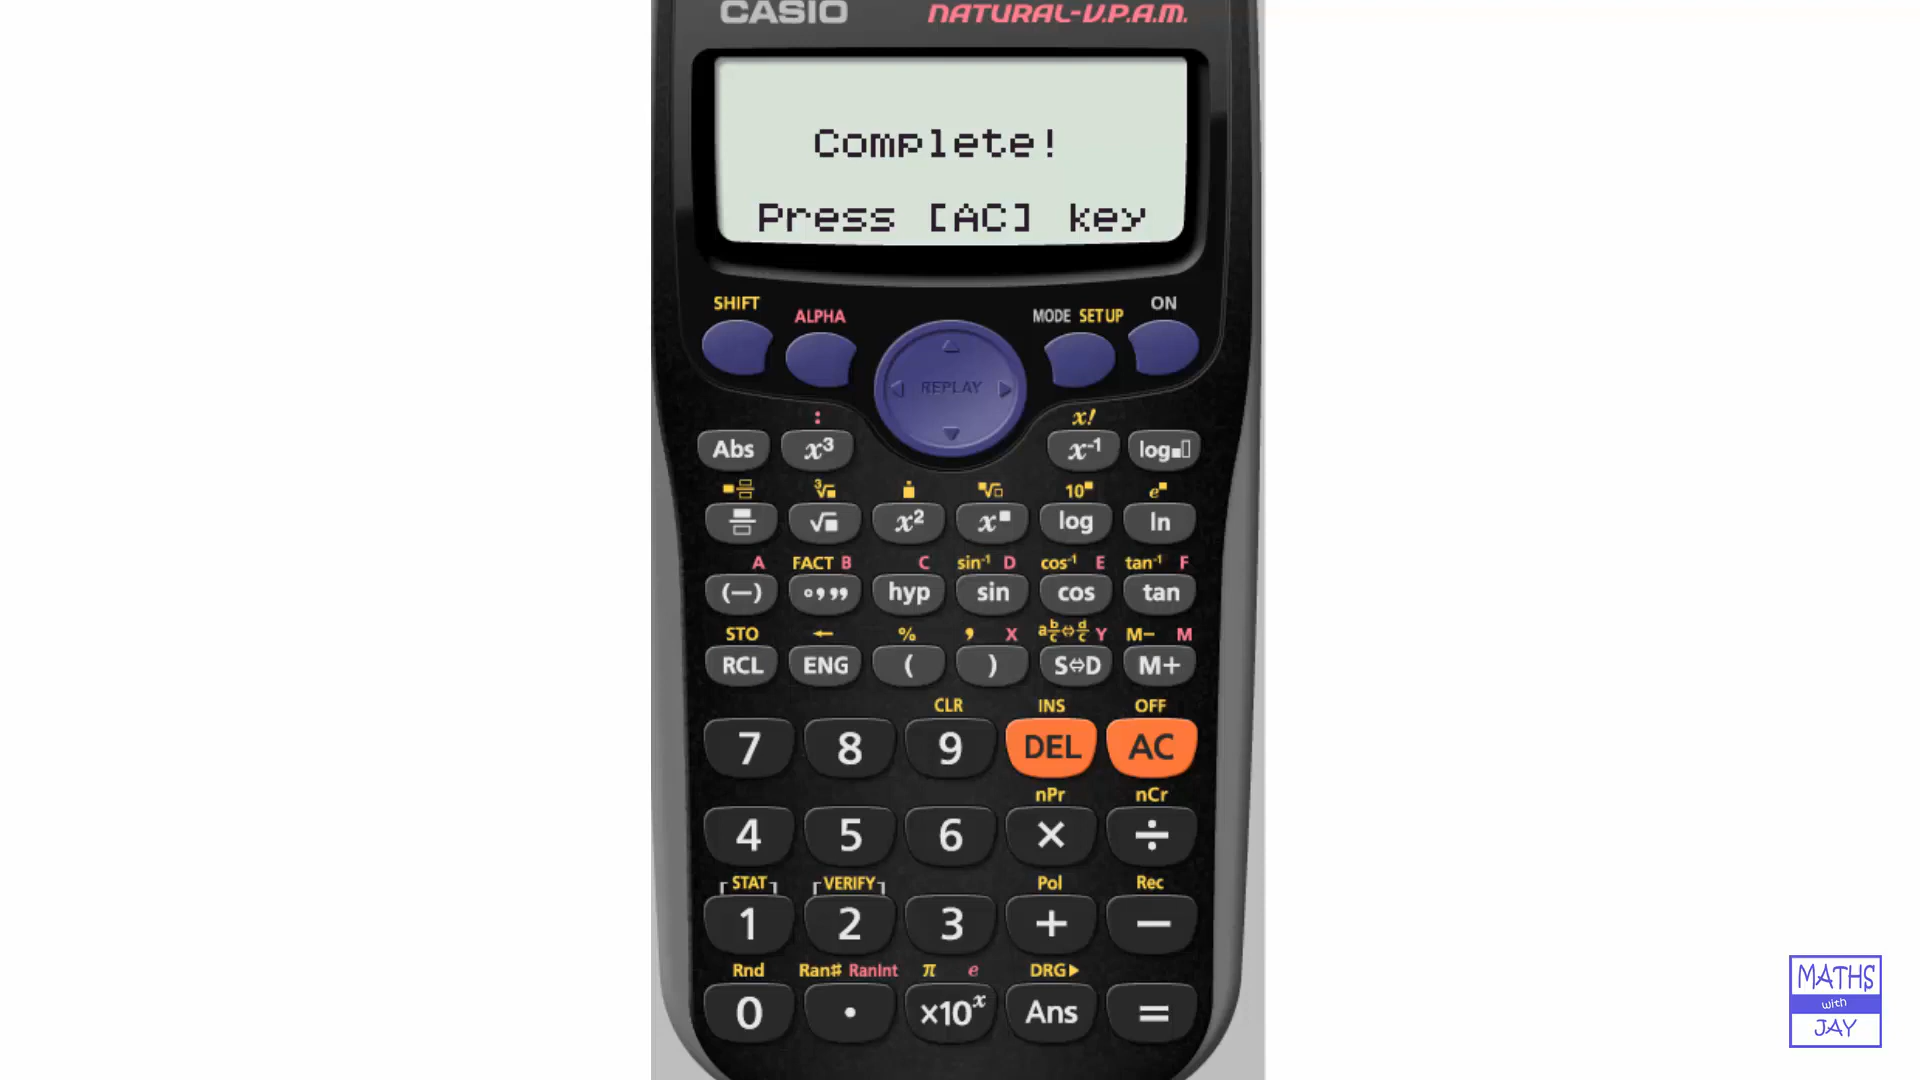 CASIO NATURAL-V.P.A.M.
Complete!
Press [AC] key
SHIFT ALPHA MODE SETUP ON
REPLAY
: x!
Abs x³ x⁻¹ log■▯
■▯ ³√■ ■ ■√▯ 10■ e■
√■ x² x■ log ln
A FACT B C sin⁻¹ D cos⁻¹ E tan⁻¹ F
(—) °,,, hyp sin cos tan
STO ← % , X a b/c⇔d/c Y M− M
RCL ENG ( ) S⇔D M+
CLR INS OFF
7 8 9 DEL AC
nPr nCr
4 5 6 × ÷
STAT VERIFY Pol Rec
1 2 3 + −
Rnd Ran# RanInt π e DRG▶
0 • ×10ˣ Ans =
MATHS
with
JAY